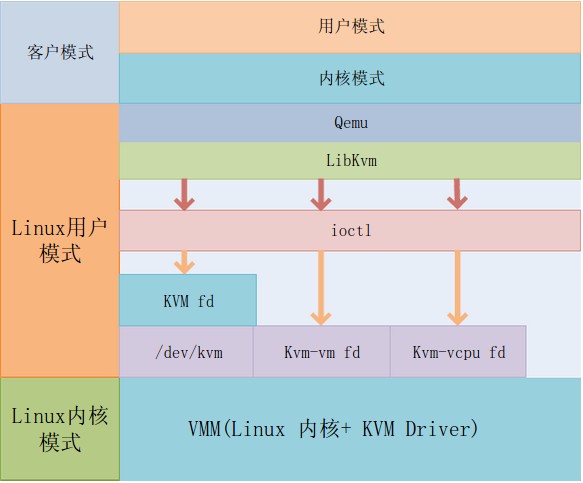 客户模式
用户模式
内核模式
Linux用户
模式
Qemu
LibKvm
ioctl
KVM fd
/dev/kvm
Kvm-vm fd
Kvm-vcpu fd
Linux内核
模式
VMM(Linux 内核+ KVM Driver)